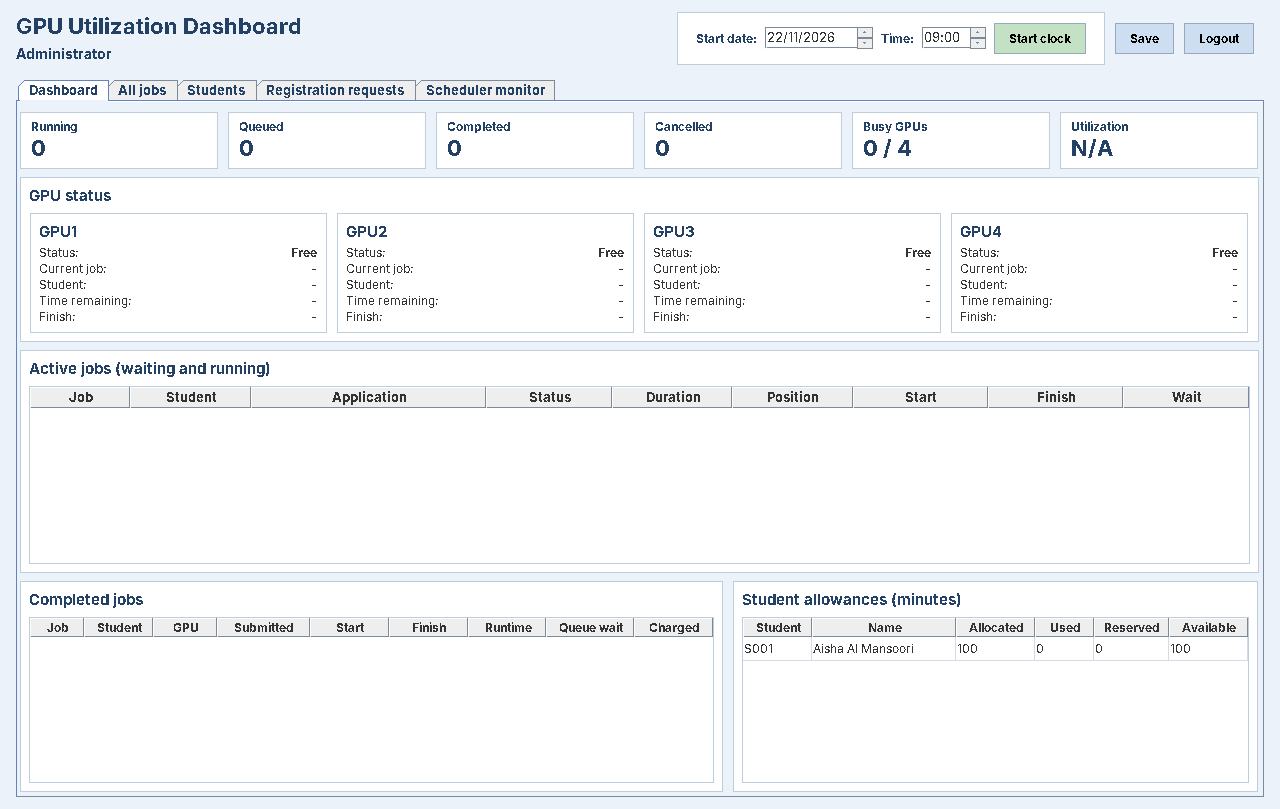 GPU Utilization Dashboard
Administrator
Start date: 22/11/2026 Time: 09:00 Start clock Save Logout
Dashboard All jobs Students Registration requests Scheduler monitor
Running Queued Completed Cancelled Busy GPUs Utilization
0 0 0 0 0 / 4 N/A
GPU status
GPU1 GPU2 GPU3 GPU4
Status: Free Status: Free Status: Free Status: Free
Current job: - Current job: - Current job: - Current job: -
Student: - Student: - Student: - Student: -
Time remaining: - Time remaining: - Time remaining: - Time remaining: -
Finish: - Finish: - Finish: - Finish: -
Active jobs (waiting and running)
Job Student Application Status Duration Position Start Finish Wait
Completed jobs
Job Student GPU Submitted Start Finish Runtime Queue wait Charged
Student allowances (minutes)
Student Name Allocated Used Reserved Available
S001 Aisha Al Mansoori 100 0 0 100